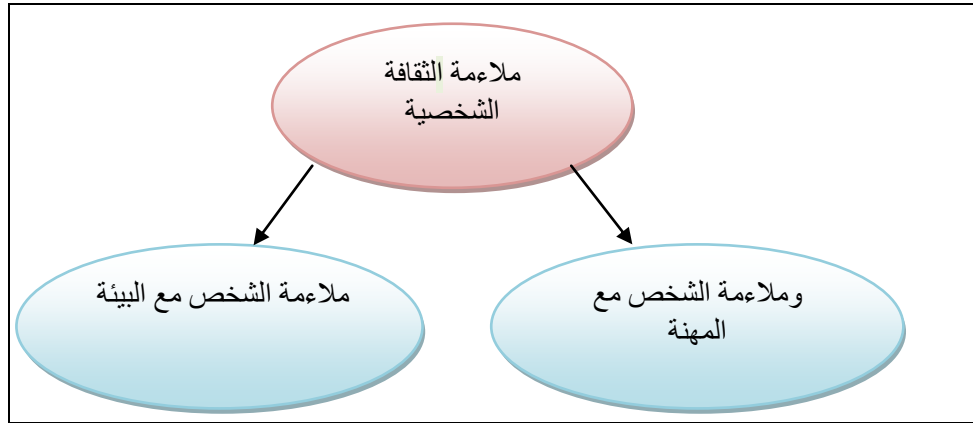 ملاءمة الثقافة
الشخصية
وملاءمة الشخص مع
المهنة
ملاءمة الشخص مع البيئة